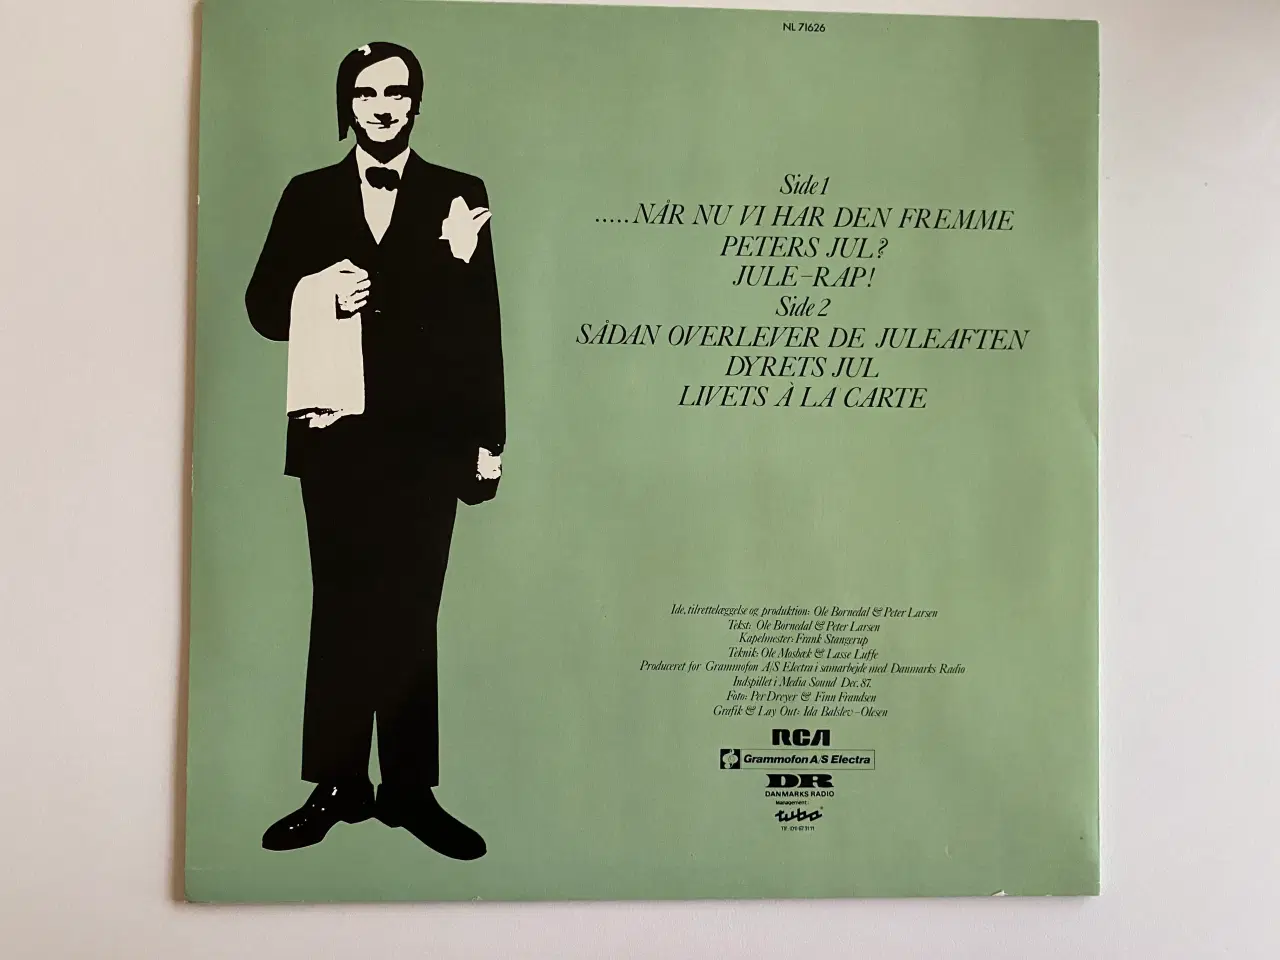 NL 71626
Side 1
.....NÅR NU VI HAR DEN FREMME
PETERS JUL?
JULE-RAP!
Side 2
SÅDAN OVERLEVER DE JULEAFTEN
DYRETS JUL
LIVETS À LA CARTE
Ide, tilrettelæggelse og produktion: Ole Bornedal & Peter Larsen
Tekst: Ole Bornedal & Peter Larsen
Kapelmester: Frank Stangerup
Teknik: Ole Mosbæk & Lasse Luffe
Produceret for Grammofon A/S Electra i samarbejde med Danmarks Radio
Indspillet i Media Sound Dec. 87.
Foto: Per Dreyer & Finn Frandsen
Grafik & Lay Out: Ida Balslev-Olesen
RCA
Grammofon A/S Electra
DR
DANMARKS RADIO
Management:
tuba